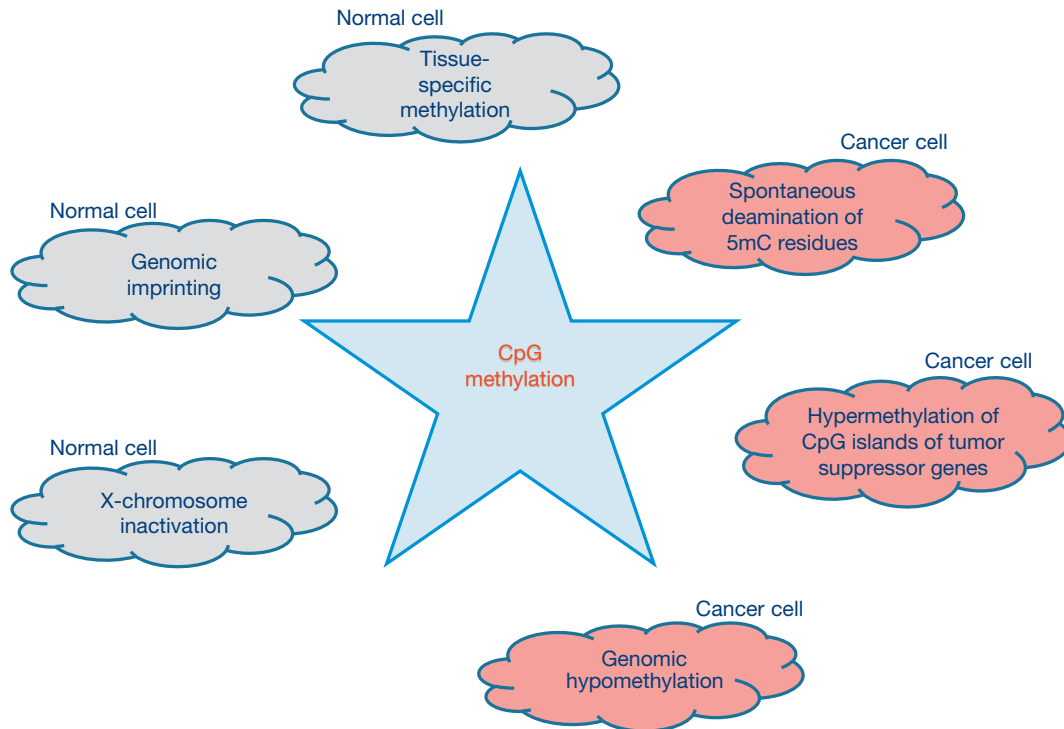 Normal cell
Tissue-
specific
methylation
Cancer cell
Spontaneous
deamination of
5mC residues
Normal cell
Genomic
imprinting
CpG
methylation
Cancer cell
Hypermethylation of
CpG islands of tumor
suppressor genes
Normal cell
X-chromosome
inactivation
Cancer cell
Genomic
hypomethylation